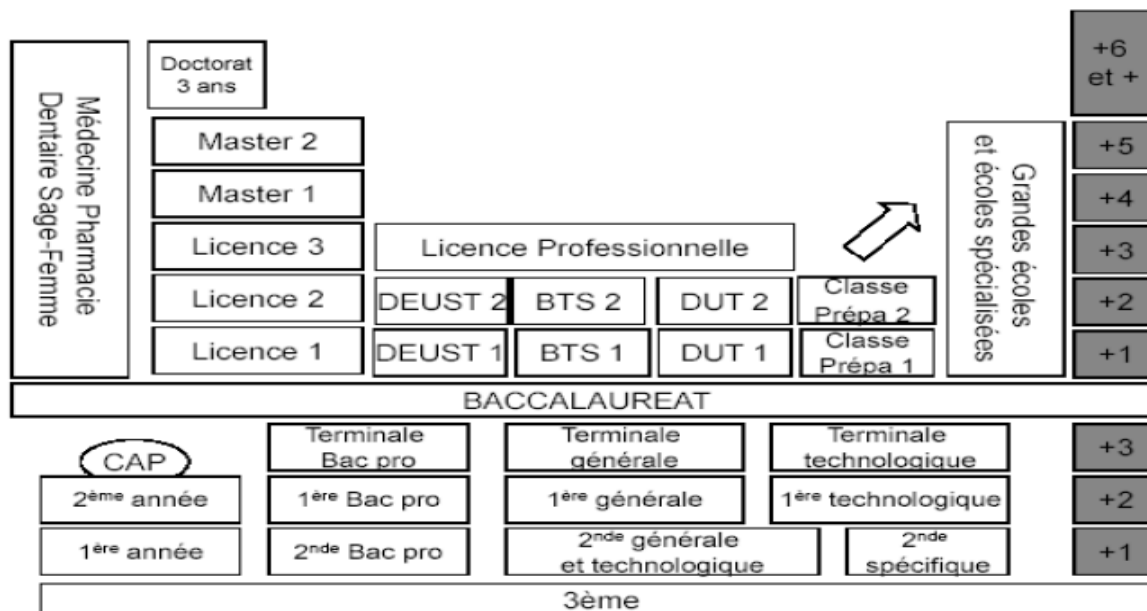 Doctorat
3 ans
+6
et +
Médecine Pharmacie
Dentaire Sage-Femme
Master 2
Grandes écoles
et écoles spécialisées
+5
Master 1
+4
Licence 3
Licence Professionnelle
+3
Licence 2
DEUST 2
BTS 2
DUT 2
Classe
Prépa 2
+2
Licence 1
DEUST 1
BTS 1
DUT 1
Classe
Prépa 1
+1
BACCALAUREAT
CAP
Terminale
Bac pro
Terminale
générale
Terminale
technologique
+3
2ème année
1ère Bac pro
1ère générale
1ère technologique
+2
1ère année
2nde Bac pro
2nde générale
et technologique
2nde
spécifique
+1
3ème